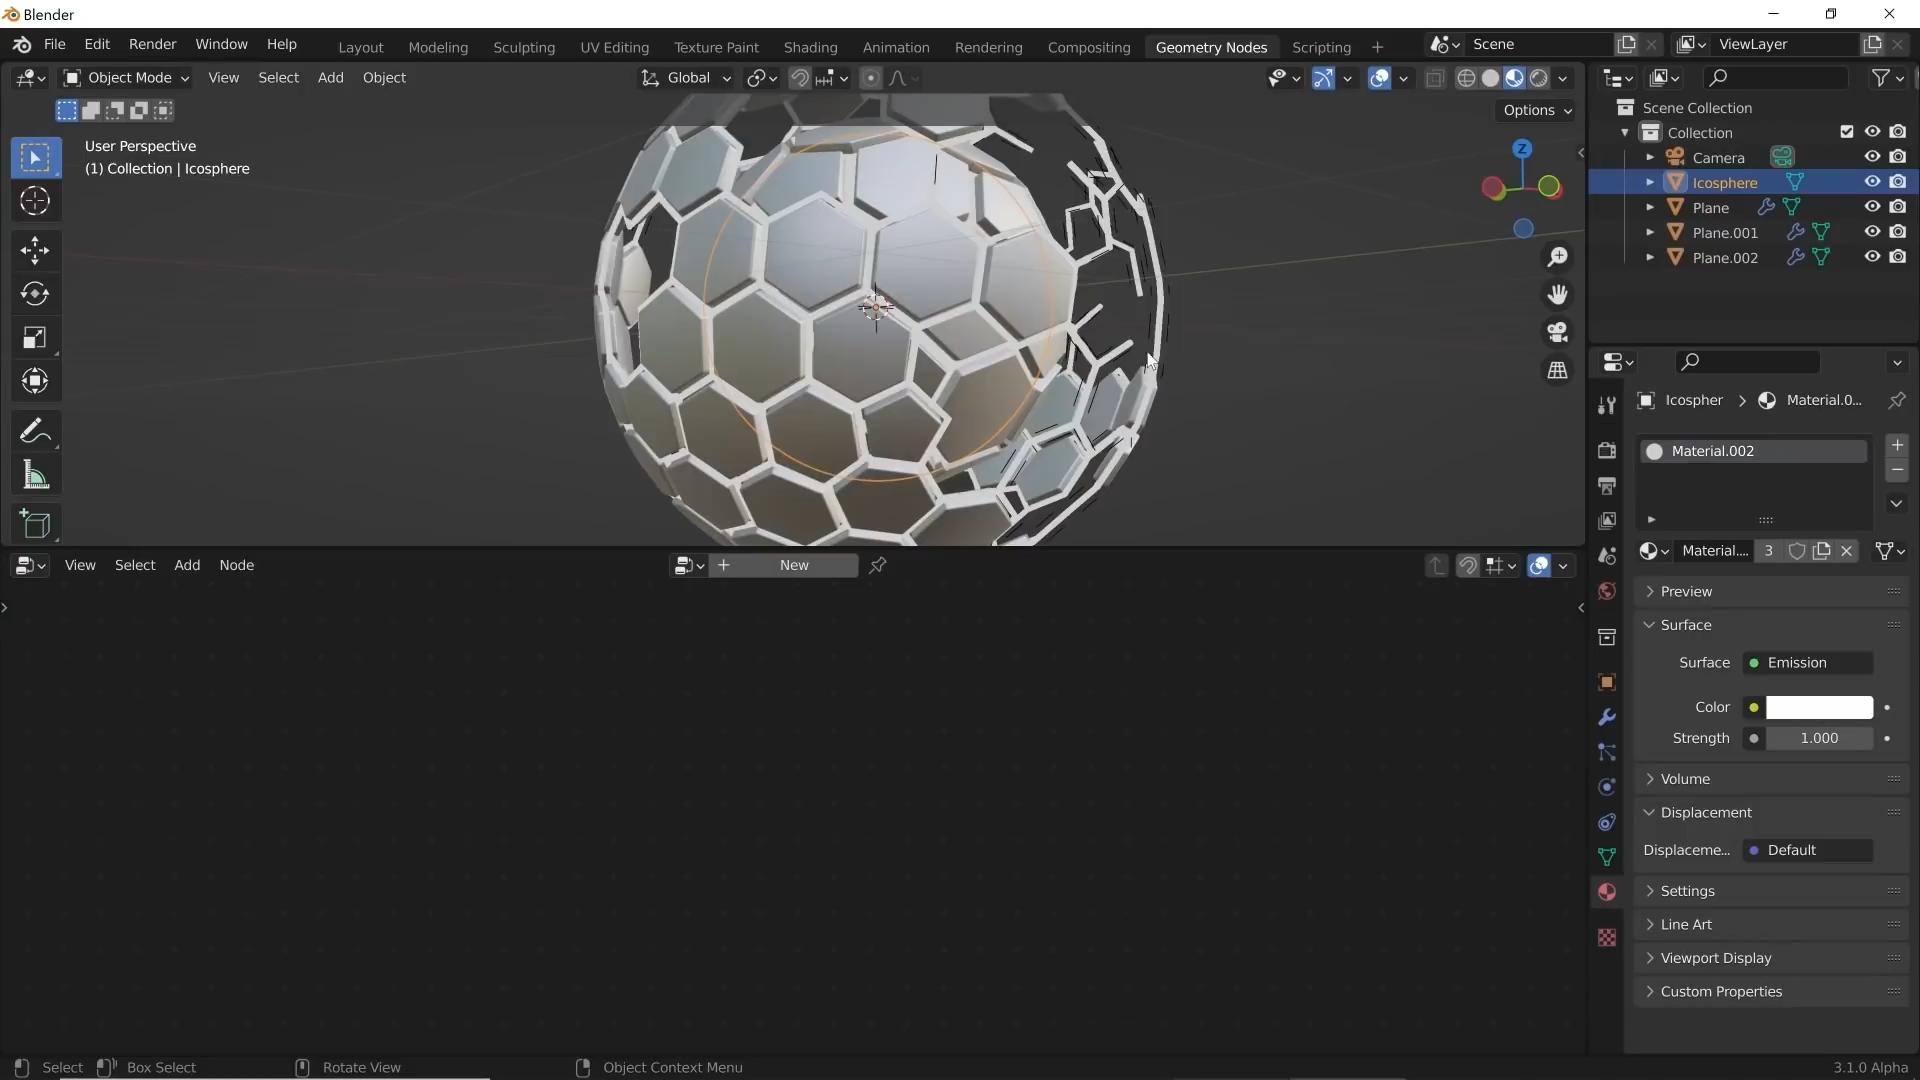 Blender
File Edit Render Window Help Layout Modeling Sculpting UV Editing Texture Paint Shading Animation Rendering Compositing Geometry Nodes Scripting Scene ViewLayer
Object Mode View Select Add Object Global
Options
User Perspective
(1) Collection | Icosphere
Z
Scene Collection
Collection
Camera
Icosphere
Plane
Plane.001
Plane.002
Icospher Material.0...
Material.002
Material.... 3
Preview
Surface
Surface Emission
Color
Strength 1.000
Volume
Displacement
Displaceme... Default
Settings
Line Art
Viewport Display
Custom Properties
View Select Add Node New
Select Box Select Rotate View Object Context Menu 3.1.0 Alpha